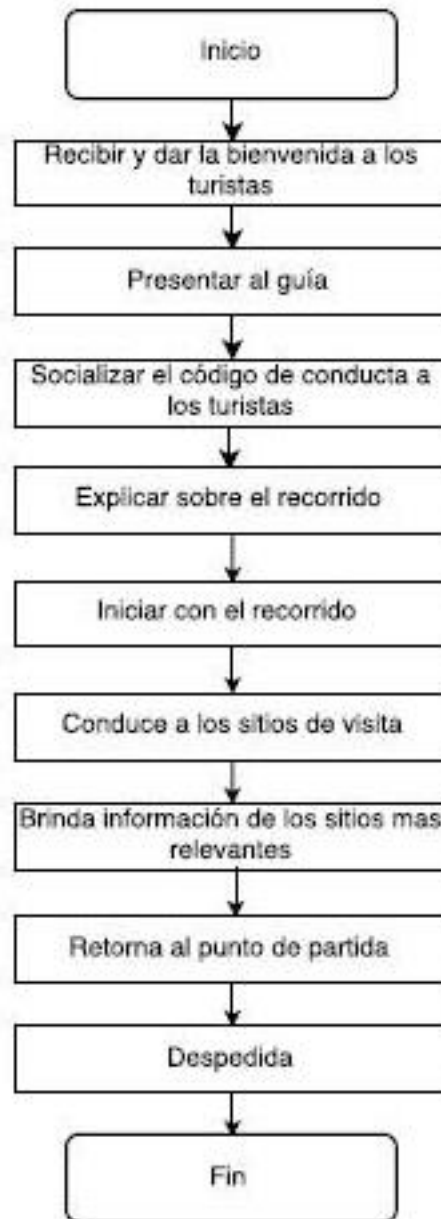 Inicio
Recibir y dar la bienvenida a los
turistas
Presentar al guía
Socializar el código de conducta a
los turistas
Explicar sobre el recorrido
Iniciar con el recorrido
Conduce a los sitios de visita
Brinda información de los sitios mas
relevantes
Retorna al punto de partida
Despedida
Fin